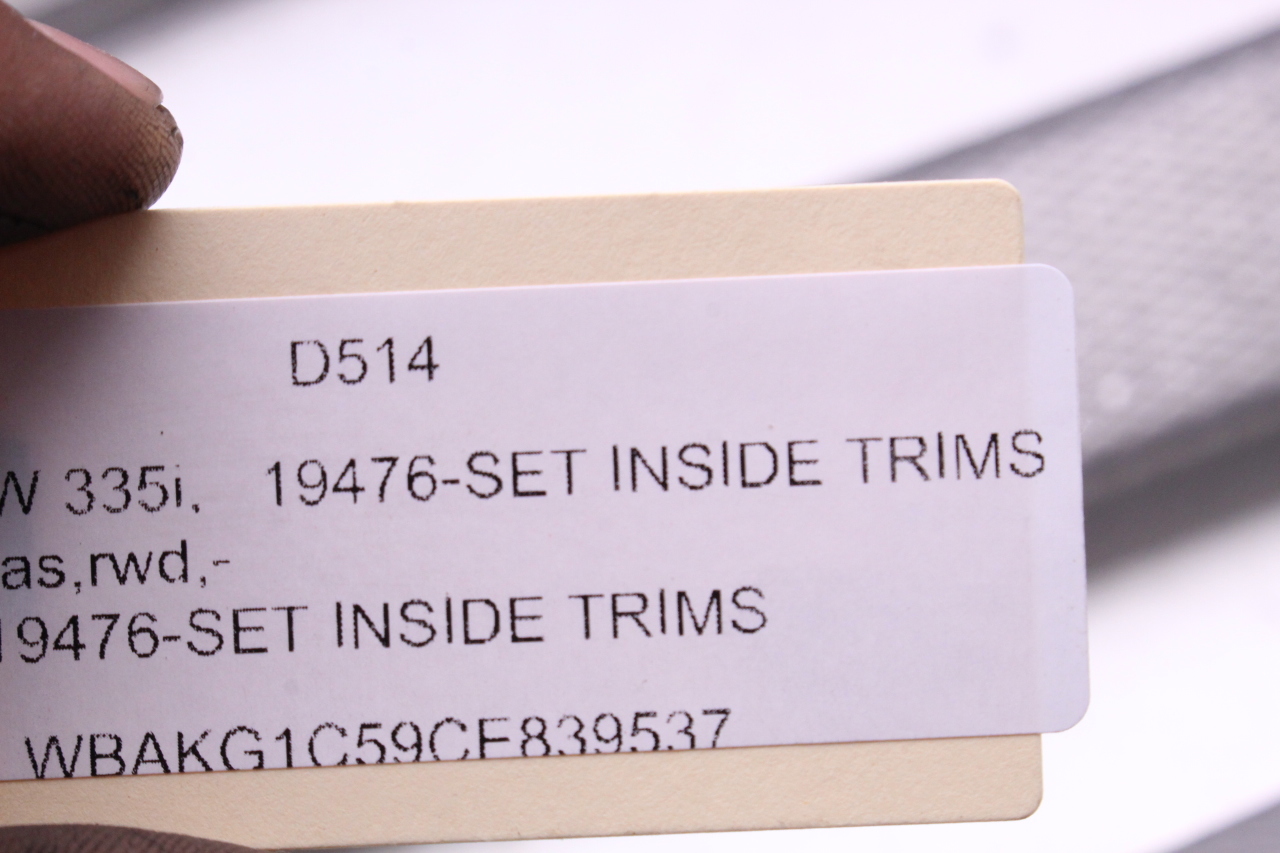 D514
W 335i, 19476-SET INSIDE TRIMS
as,rwd,-
19476-SET INSIDE TRIMS
WBAKG1C59CE839537